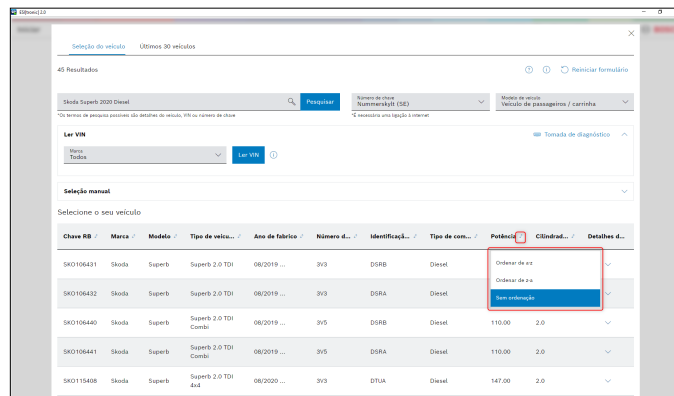 ESI[tronic] 2.0
Seleção do veículo
Últimos 30 veículos
45 Resultados
Reiniciar formulário
Skoda Superb 2020 Diesel
Pesquisar
Número de chave
Nummerskylt (SE)
Modelo de veículo
Veículo de passageiros / carrinha
*Os termos de pesquisa possíveis são detalhes do veículo, VIN ou número de chave
*É necessária uma ligação à internet
Ler VIN
Tomada de diagnóstico
Marca
Todos
Ler VIN
Seleção manual
Selecione o seu veículo
Chave RB Marca Modelo Tipo de veícu... Ano de fabrico Número d... Identificaçã... Tipo de com... Potência Cilindrad... Detalhes d...
SKO106431 Skoda Superb Superb 2.0 TDI 08/2019 ... 3V3 DSRB Diesel
Ordenar de a-z
Ordenar de z-a
SKO106432 Skoda Superb Superb 2.0 TDI 08/2019 ... 3V3 DSRA Diesel
Sem ordenação
SKO106440 Skoda Superb Superb 2.0 TDI Combi 08/2019 ... 3V5 DSRB Diesel 110.00 2.0
SKO106441 Skoda Superb Superb 2.0 TDI Combi 08/2019 ... 3V5 DSRA Diesel 110.00 2.0
SKO115408 Skoda Superb Superb 2.0 TDI 4x4 08/2020 ... 3V3 DTUA Diesel 147.00 2.0